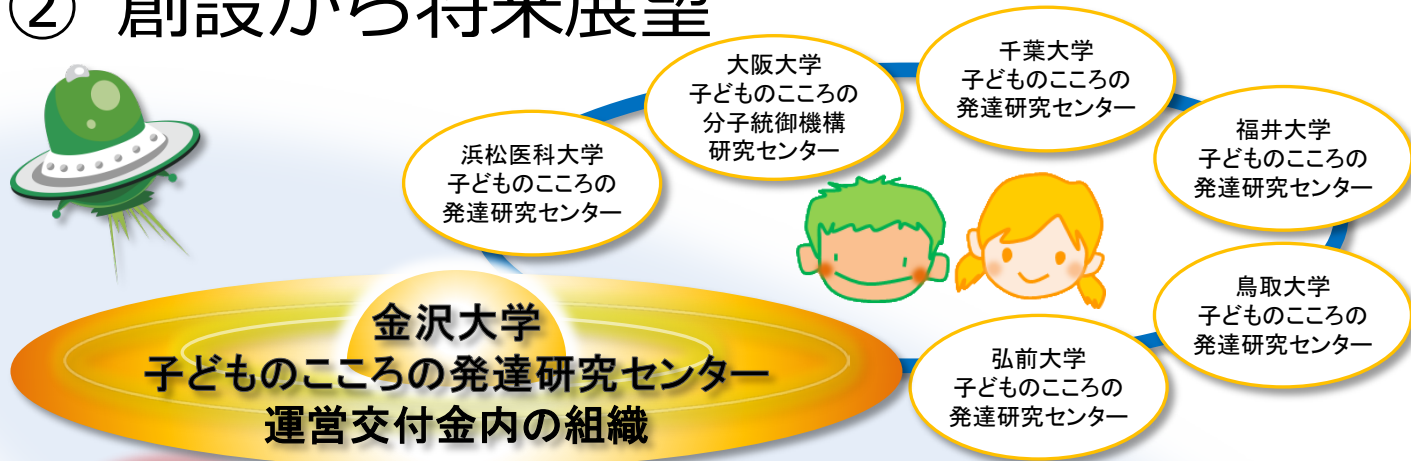 ② 創設から将来展望
浜松医科大学
子どものこころの
発達研究センター
大阪大学
子どものこころの
分子統御機構
研究センター
千葉大学
子どものこころの
発達研究センター
福井大学
子どものこころの
発達研究センター
鳥取大学
子どものこころの
発達研究センター
弘前大学
子どものこころの
発達研究センター
金沢大学
子どものこころの発達研究センター
運営交付金内の組織